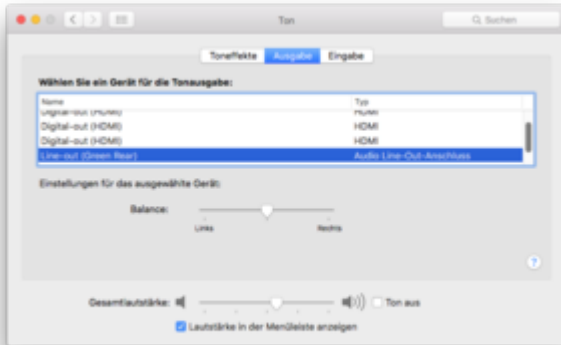 Ton
Suchen
Toneffekte Ausgabe Eingabe
Wählen Sie ein Gerät für die Tonausgabe:
Name Typ
Digital-out (HDMI) HDMI
Digital-out (HDMI) HDMI
Digital-out (HDMI) HDMI
Line-out (Green Rear) Audio Line-Out-Anschluss
Einstellungen für das ausgewählte Gerät:
Balance:
Links Rechts
?
Gesamtlautstärke: Ton aus
Lautstärke in der Menüleiste anzeigen